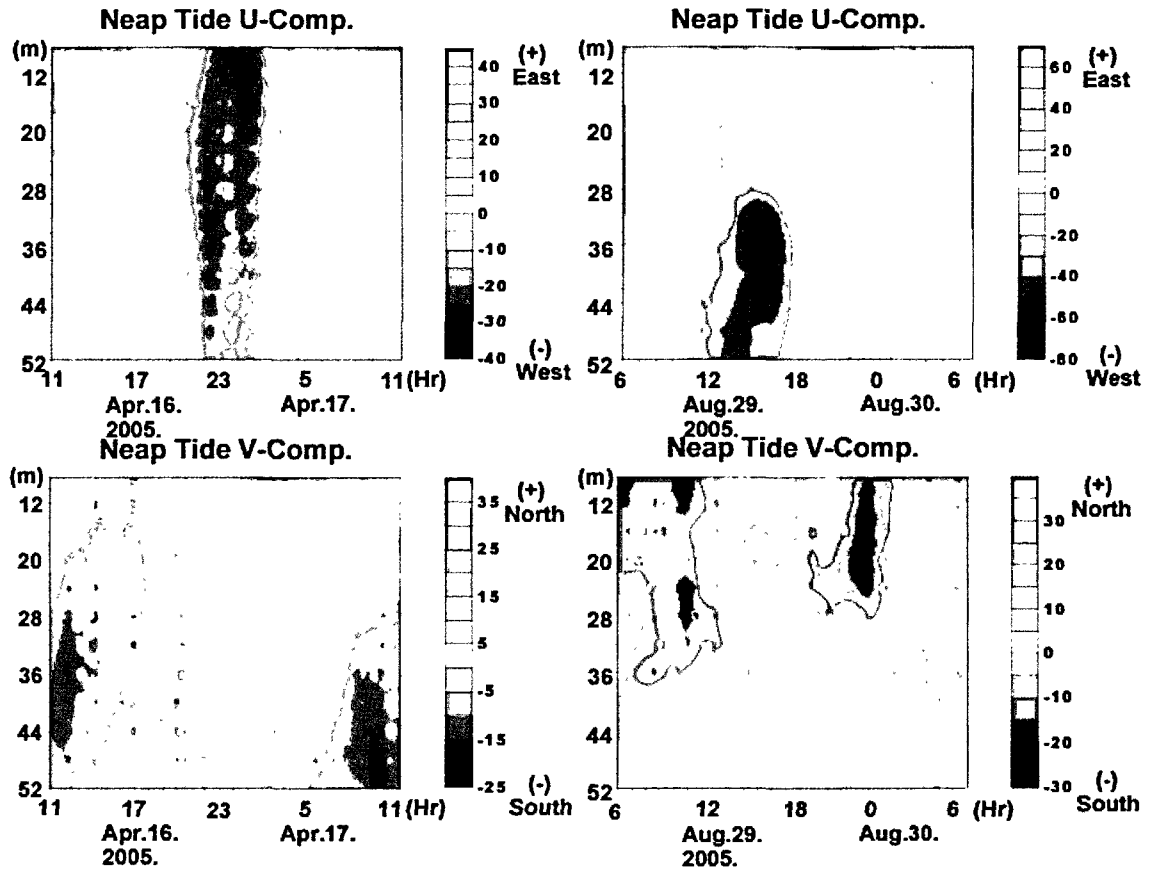 Neap Tide U-Comp.
(m)
12
20
28
36
44
52
11 17 23 5 11 (Hr)
Apr.16. Apr.17.
2005.
40
30
20
10
0
-10
-20
-30
-40
(+)
East
(-)
West
Neap Tide U-Comp.
(m)
12
20
28
36
44
52
6 12 18 0 6 (Hr)
Aug.29. Aug.30.
2005.
60
40
20
0
-20
-40
-60
-80
(+)
East
(-)
West
Neap Tide V-Comp.
(m)
12
20
28
36
44
52
11 17 23 5 11 (Hr)
Apr.16. Apr.17.
2005.
35
25
15
5
-5
-15
-25
(+)
North
(-)
South
Neap Tide V-Comp.
(m)
12
20
28
36
44
52
6 12 18 0 6 (Hr)
Aug.29. Aug.30.
2005.
30
20
10
0
-10
-20
-30
(+)
North
(-)
South